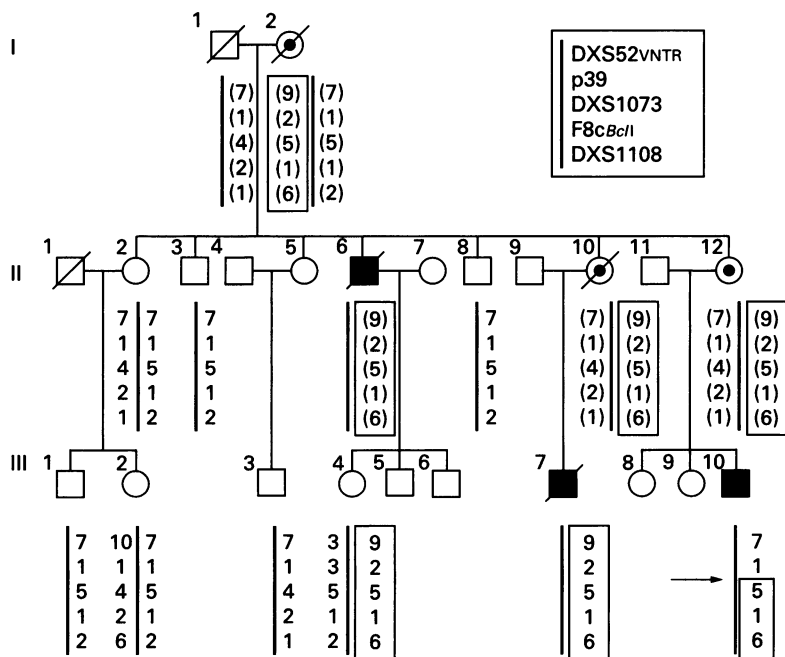 I
1 2
DXS52VNTR
p39
DXS1073
F8cBclI
DXS1108
(7) (9) (7)
(1) (2) (1)
(4) (5) (5)
(2) (1) (1)
(1) (6) (2)
II
1 2 3 4 5 6 7 8 9 10 11 12
7 7 7 (9) 7 (7) (9) (7) (9)
1 1 1 (2) 1 (1) (2) (1) (2)
4 5 5 (5) 5 (4) (5) (4) (5)
2 1 1 (1) 1 (2) (1) (2) (1)
1 2 2 (6) 2 (1) (6) (1) (6)
III
1 2 3 4 5 6 7 8 9 10
7 10 7 7 3 9 9 7
1 1 1 1 3 2 2 1
5 4 5 4 5 5 5 5
1 2 1 2 1 1 1 1
2 6 2 1 2 6 6 6